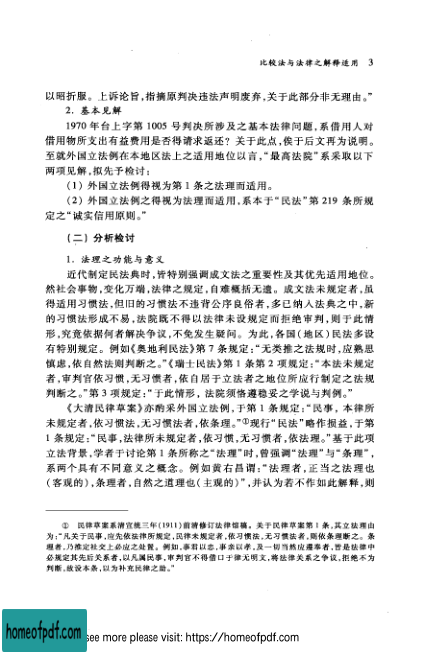 比较法与法律之解释适用 3
以昭折服。上诉论旨,指摘原判决违法声明废弃,关于此部分非无理由。”
2. 基本见解
1970 年台上字第 1005 号判决所涉及之基本法律问题,系借用人对
借用物所支出有益费用是否得请求返还? 关于此点,俟于后文再为说明。
至就外国立法例在本地区法上之适用地位以言,“最高法院”系采取以下
两项见解,拟先予检讨:
(1) 外国立法例得视为第 1 条之法理而适用。
(2) 外国立法例之得视为法理而适用,系本于“民法”第 219 条所规
定之“诚实信用原则。”
(二) 分析检讨
1. 法理之功能与意义
近代制定民法典时,皆特别强调成文法之重要性及其优先适用地位。
然社会事物,变化万端,法律之规定,自难概括无遗。成文法未规定者,虽
得适用习惯法,但旧的习惯法不违背公序良俗者,多已纳入法典之中,新
的习惯法形成不易,法院既不得以法律未设规定而拒绝审判,则于此情
形,究竟依据何者解决争议,不免发生疑问。为此,各国(地区)民法多设
有特别规定。例如《奥地利民法》第 7 条规定:“无类推之法规时,应熟思
慎虑,依自然法则判断之。”《瑞士民法》第 1 条第 2 项规定:“本法未规定
者,审判官依习惯,无习惯者,依自居于立法者之地位所应行制定之法规
判断之。”第 3 项规定:“于此情形, 法院须恪遵稳妥之学说与判例。”
《大清民律草案》亦酌采外国立法例,于第 1 条规定:“民事, 本律所
未规定者,依习惯法,无习惯法者,依条理。”①现行“民法”略作损益,于第
1 条规定:“民事,法律所未规定者,依习惯,无习惯者,依法理。”基于此项
立法背景,学者于讨论第 1 条所称之“法理”时,曾强调“法理”与“条理”,
系两个具有不同意义之概念。例如黄右昌谓:“法理者,正当之法理也
(客观的),条理者,自然之道理也(主观的)”,并认为若不作如此解释,则
① 民律草案系清宣统三年(1911)前清修订法律馆稿。关于民律草案第 1 条,其立法理由
为:“凡关于民事,应先依法律所规定,民律未规定者,依习惯法,无习惯法者,则依条理断之。条
理者,乃推定社交上必应之处置。例如,事君以忠,事亲以孝,及一切当然应遵奉者,皆是法律中
必规定其先后关系者,以凡属民事,审判官不得借口于律无明文,将法律关系之争议,拒绝不为
判断,故设本条,以为补充民律之助。”
homeofpdf.com
see more please visit: https://homeofpdf.com